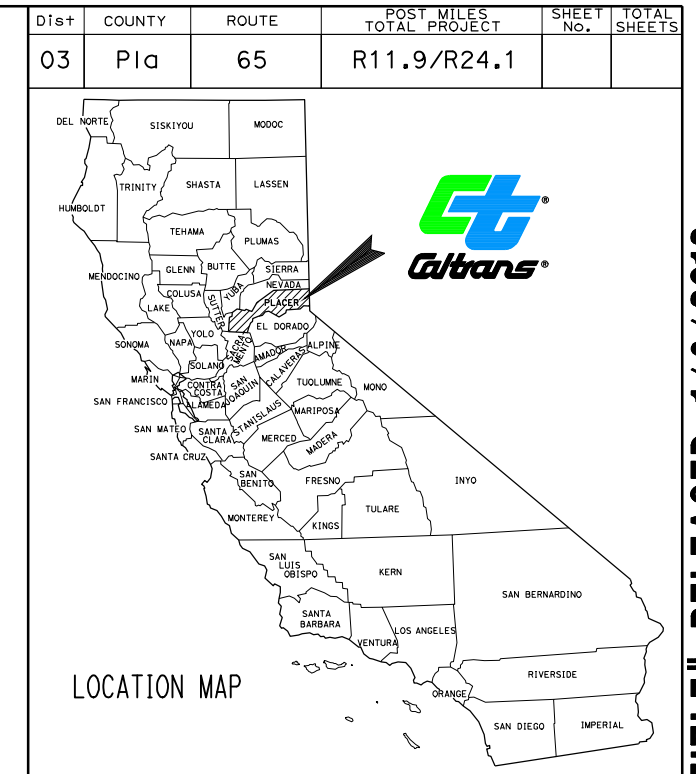 Dist COUNTY ROUTE POST MILES TOTAL PROJECT SHEET No. TOTAL SHEETS
03 Pla 65 R11.9/R24.1
DEL NORTE SISKIYOU MODOC
TRINITY SHASTA LASSEN
HUMBOLDT
TEHAMA PLUMAS
Caltrans
MENDOCINO GLENN BUTTE SIERRA
NEVADA
COLUSA YUBA
LAKE SUTTER PLACER
YOLO EL DORADO
SONOMA NAPA SACRAMENTO AMADOR ALPINE
SOLANO CALAVERAS
MARIN CONTRA COSTA SAN JOAQUIN TUOLUMNE MONO
SAN FRANCISCO ALAMEDA STANISLAUS MARIPOSA
SAN MATEO SANTA CLARA MERCED MADERA
SANTA CRUZ
SAN BENITO FRESNO INYO
MONTEREY KINGS TULARE
SAN LUIS OBISPO KERN SAN BERNARDINO
SANTA BARBARA
VENTURA LOS ANGELES
LOCATION MAP RIVERSIDE
ORANGE
SAN DIEGO IMPERIAL